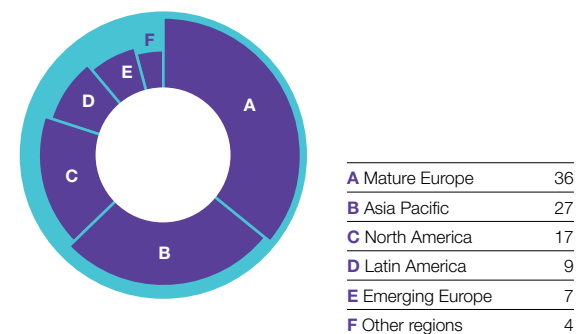 F
E
D
A
C
B
A Mature Europe 36
B Asia Pacific 27
C North America 17
D Latin America 9
E Emerging Europe 7
F Other regions 4